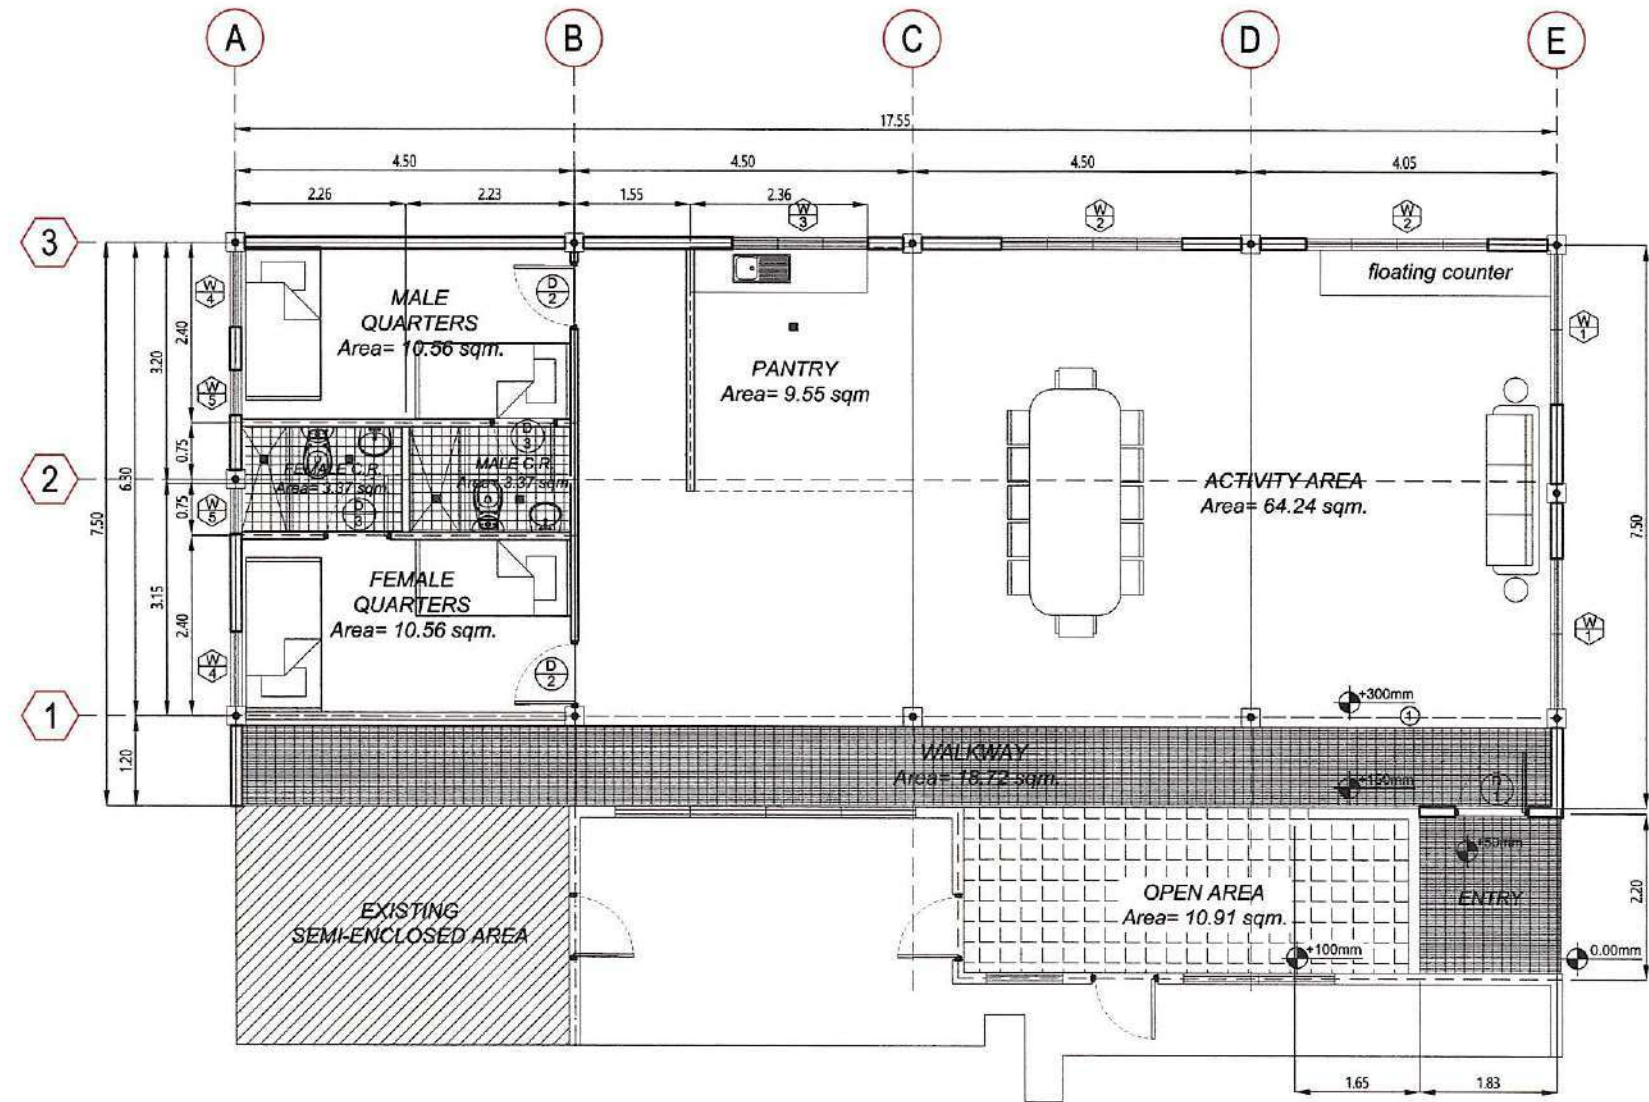 A B C D E
17.55
4.50 4.50 4.50 4.05
2.26 2.23 1.55 2.36
W 3
W 2
W 2
3
floating counter
W 4
D 2
MALE
QUARTERS
Area= 10.56 sqm.
W 1
2.40
3.20
PANTRY
Area= 9.55 sqm
W 5
D 3
0.75
FEMALE C.R.
Area= 3.37 sqm.
MALE C.R.
Area= 3.37 sqm.
2
6.30
7.50
ACTIVITY AREA
Area= 64.24 sqm.
0.75
W 5
D 3
7.50
FEMALE
QUARTERS
Area= 10.56 sqm.
3.15
2.40
W 1
W 4
D 2
+300mm
1
1
WALKWAY
Area= 18.72 sqm.
1.20
+50mm
OPEN AREA
Area= 10.91 sqm.
ENTRY
2.20
EXISTING
SEMI-ENCLOSED AREA
+100mm
0.00mm
1.65 1.83